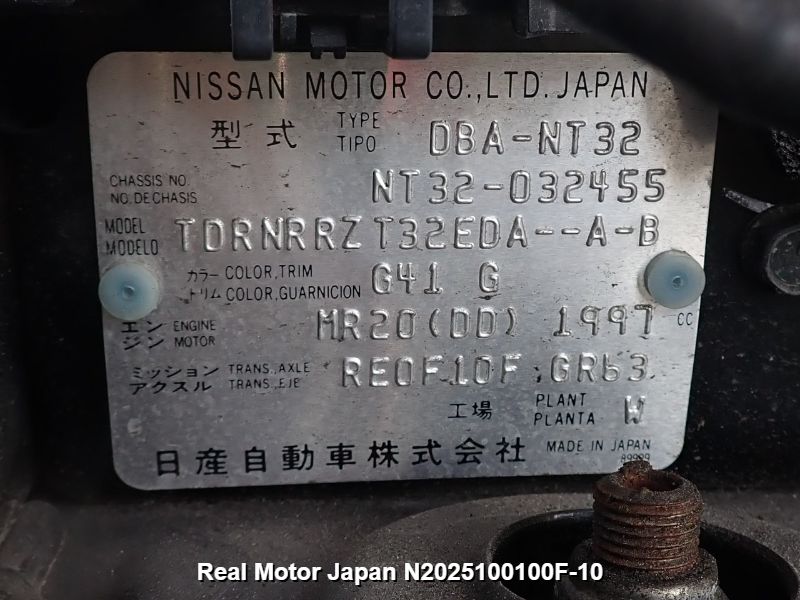 NISSAN MOTOR CO.,LTD. JAPAN
型式 TYPE TIPO DBA-NT32
CHASSIS NO. NO. DE CHASIS NT32-032455
MODEL MODELO TDRNRRZ T32EDA--A-B
カラー COLOR,TRIM トリム COLOR,GUARNICION G41 G
エンジン ENGINE MOTOR MR20(DD) 1997 CC
ミッション TRANS.,AXLE アクスル TRANS.,EJE RE0F10F GR63
工場 PLANT PLANTA W
日産自動車株式会社 MADE IN JAPAN
89999
Real Motor Japan N2025100100F-10